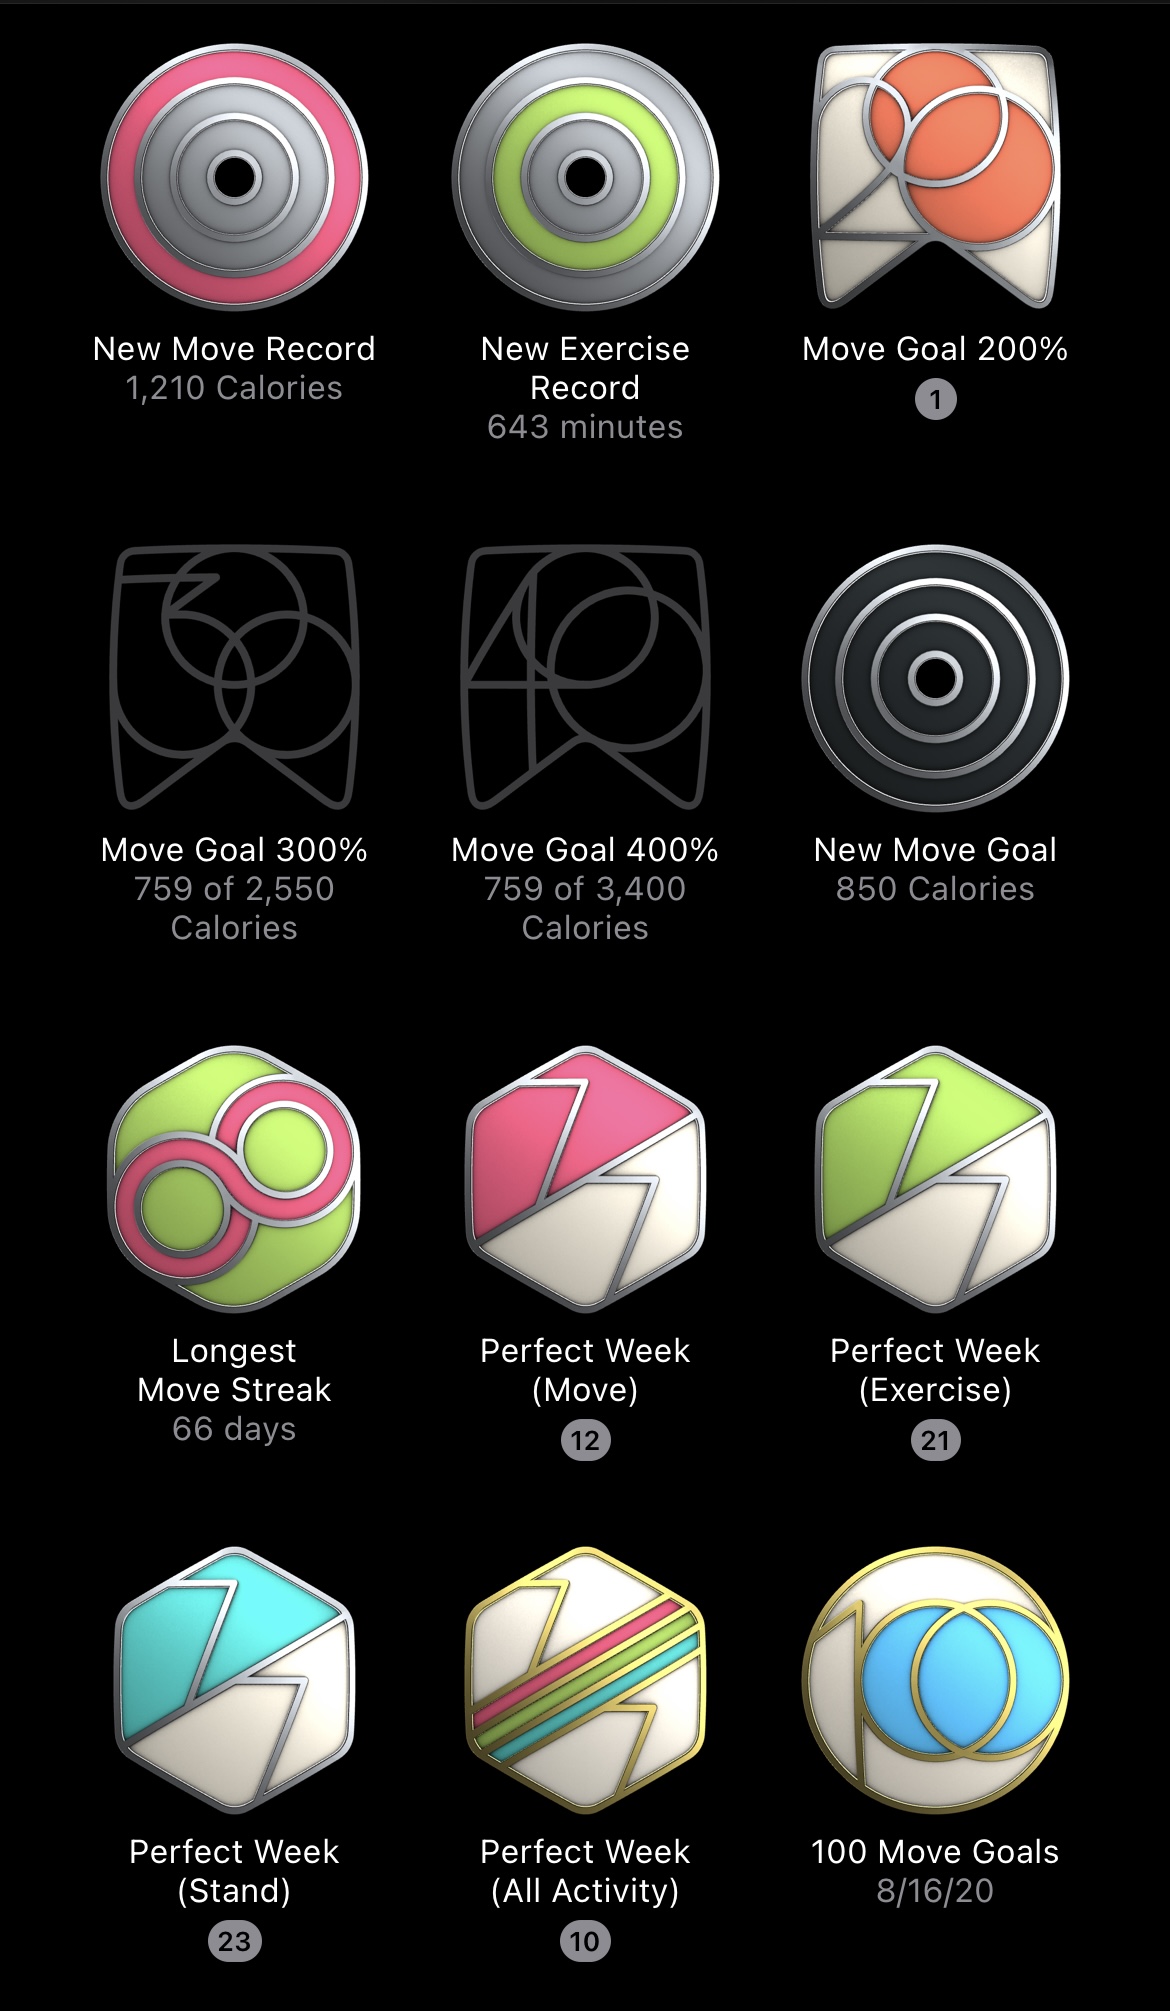 New Move Record
1,210 Calories
New Exercise
Record
643 minutes
Move Goal 200%
1
Move Goal 300%
759 of 2,550
Calories
Move Goal 400%
759 of 3,400
Calories
New Move Goal
850 Calories
Longest
Move Streak
66 days
Perfect Week
(Move)
12
Perfect Week
(Exercise)
21
Perfect Week
(Stand)
23
Perfect Week
(All Activity)
10
100 Move Goals
8/16/20